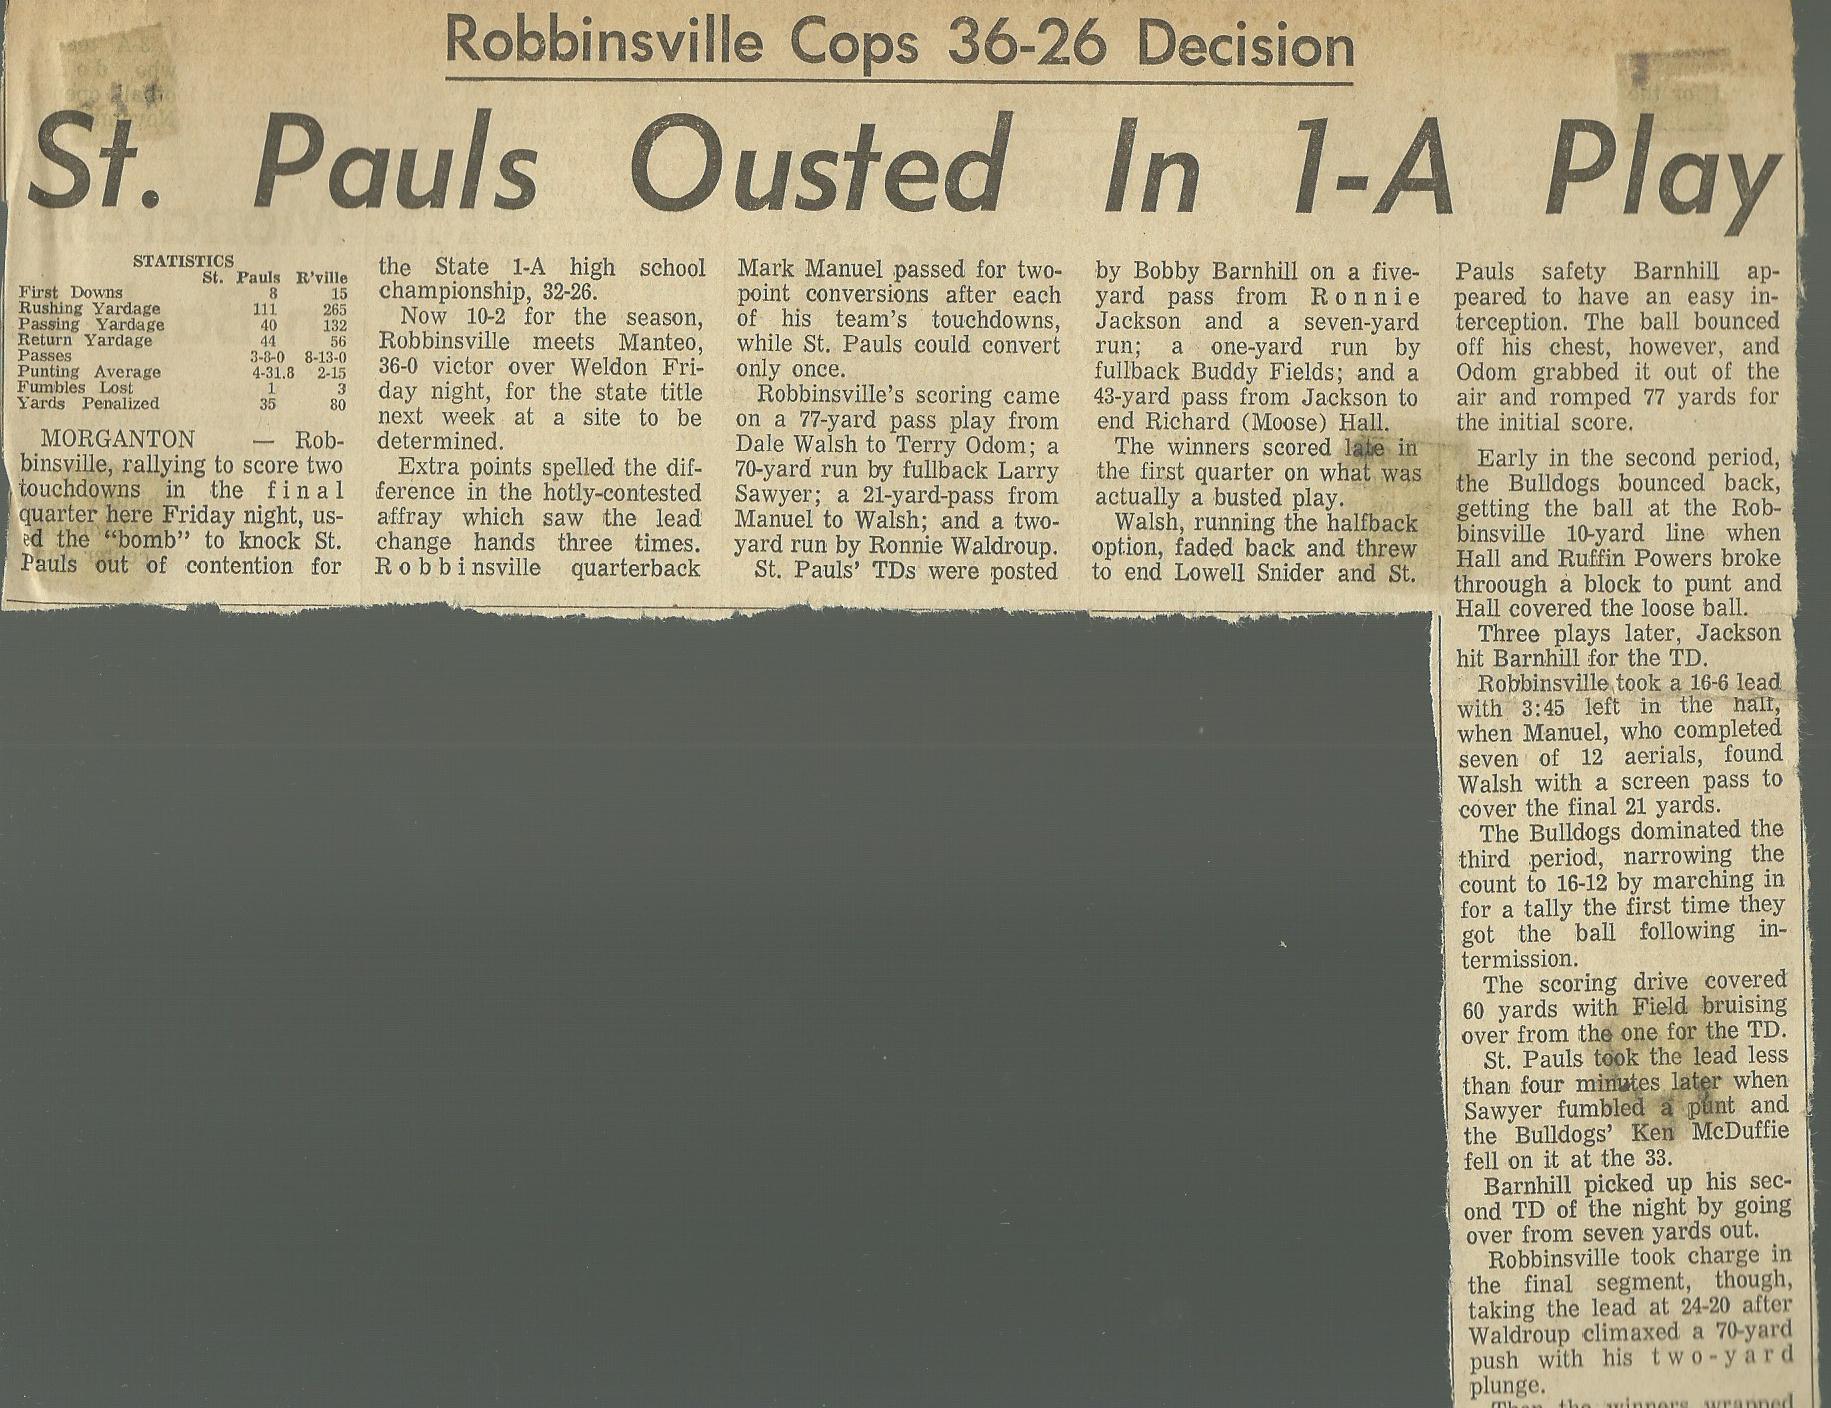 Robbinsville Cops 36-26 Decision
St. Pauls Ousted In 1-A Play
STATISTICS
St. Pauls R'ville
First Downs 8 15
Rushing Yardage 111 265
Passing Yardage 40 132
Return Yardage 44 56
Passes 3-8-0 8-13-0
Punting Average 4-31.8 2-15
Fumbles Lost 1 3
Yards Penalized 35 80
MORGANTON — Rob-
binsville, rallying to score two
touchdowns in the final
quarter here Friday night, us-
ed the "bomb" to knock St.
Pauls out of contention for
the State 1-A high school
championship, 32-26.
Now 10-2 for the season,
Robbinsville meets Manteo,
36-0 victor over Weldon Fri-
day night, for the state title
next week at a site to be
determined.
Extra points spelled the dif-
ference in the hotly-contested
affray which saw the lead
change hands three times.
Robbinsville quarterback
Mark Manuel passed for two-
point conversions after each
of his team's touchdowns,
while St. Pauls could convert
only once.
Robbinsville's scoring came
on a 77-yard pass play from
Dale Walsh to Terry Odom; a
70-yard run by fullback Larry
Sawyer; a 21-yard-pass from
Manuel to Walsh; and a two-
yard run by Ronnie Waldroup.
St. Pauls' TDs were posted
by Bobby Barnhill on a five-
yard pass from Ronnie
Jackson and a seven-yard
run; a one-yard run by
fullback Buddy Fields; and a
43-yard pass from Jackson to
end Richard (Moose) Hall.
The winners scored late in
the first quarter on what was
actually a busted play.
Walsh, running the halfback
option, faded back and threw
to end Lowell Snider and St.
Pauls safety Barnhill ap-
peared to have an easy in-
terception. The ball bounced
off his chest, however, and
Odom grabbed it out of the
air and romped 77 yards for
the initial score.
Early in the second period,
the Bulldogs bounced back,
getting the ball at the Rob-
binsville 10-yard line when
Hall and Ruffin Powers broke
throough a block to punt and
Hall covered the loose ball.
Three plays later, Jackson
hit Barnhill for the TD.
Robbinsville took a 16-6 lead
with 3:45 left in the half,
when Manuel, who completed
seven of 12 aerials, found
Walsh with a screen pass to
cover the final 21 yards.
The Bulldogs dominated the
third period, narrowing the
count to 16-12 by marching in
for a tally the first time they
got the ball following in-
termission.
The scoring drive covered
60 yards with Field bruising
over from the one for the TD.
St. Pauls took the lead less
than four minutes later when
Sawyer fumbled a punt and
the Bulldogs' Ken McDuffie
fell on it at the 33.
Barnhill picked up his sec-
ond TD of the night by going
over from seven yards out.
Robbinsville took charge in
the final segment, though,
taking the lead at 24-20 after
Waldroup climaxed a 70-yard
push with his two-yard
plunge.
Then the winners wrapped